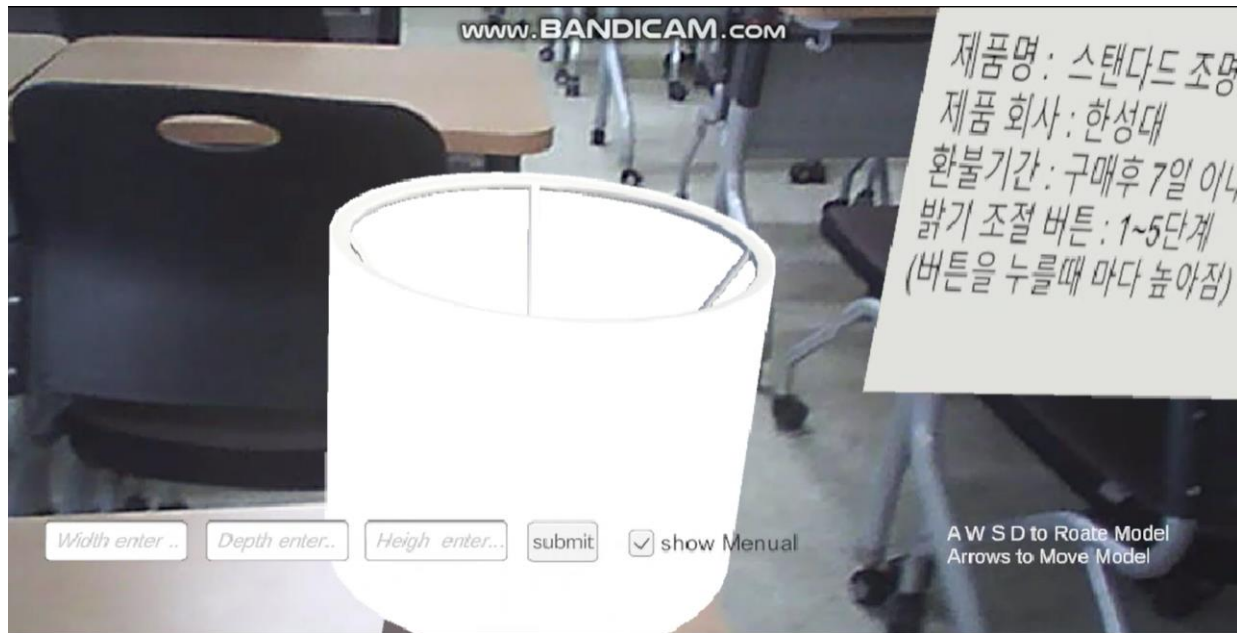 www.BANDICAM.com
제품명 : 스탠다드 조명
제품 회사 : 한성대
환불기간 : 구매후 7일 이내
밝기 조절 버튼 : 1~5단계
(버튼을 누를때 마다 높아짐)
Width enter ..
Depth enter..
Heigh enter...
submit
show Menual
A W S D to Roate Model
Arrows to Move Model